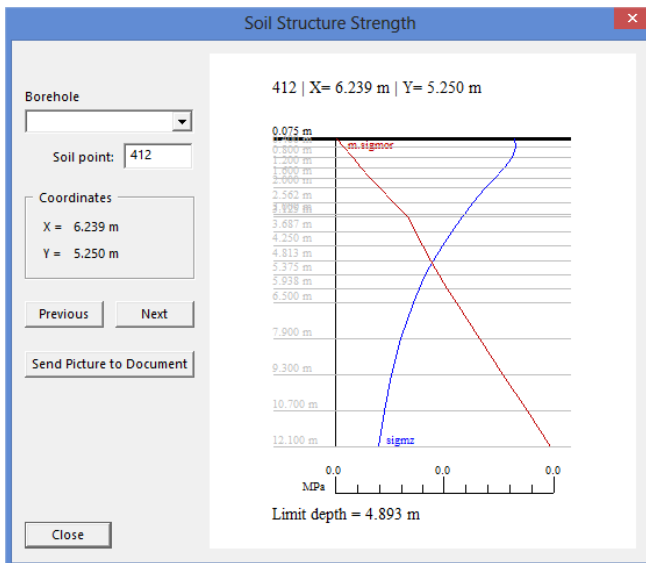 Soil Structure Strength
Borehole
Soil point: 412
Coordinates
X = 6.239 m
Y = 5.250 m
Previous Next
Send Picture to Document
Close
412 | X= 6.239 m | Y= 5.250 m
0.075 m
m.sigmor
0.800 m
1.200 m
1.600 m
2.000 m
2.562 m
3.125 m
3.687 m
4.250 m
4.813 m
5.375 m
5.938 m
6.500 m
7.900 m
9.300 m
10.700 m
12.100 m
sigmz
0.0 0.0 0.0
MPa
Limit depth = 4.893 m